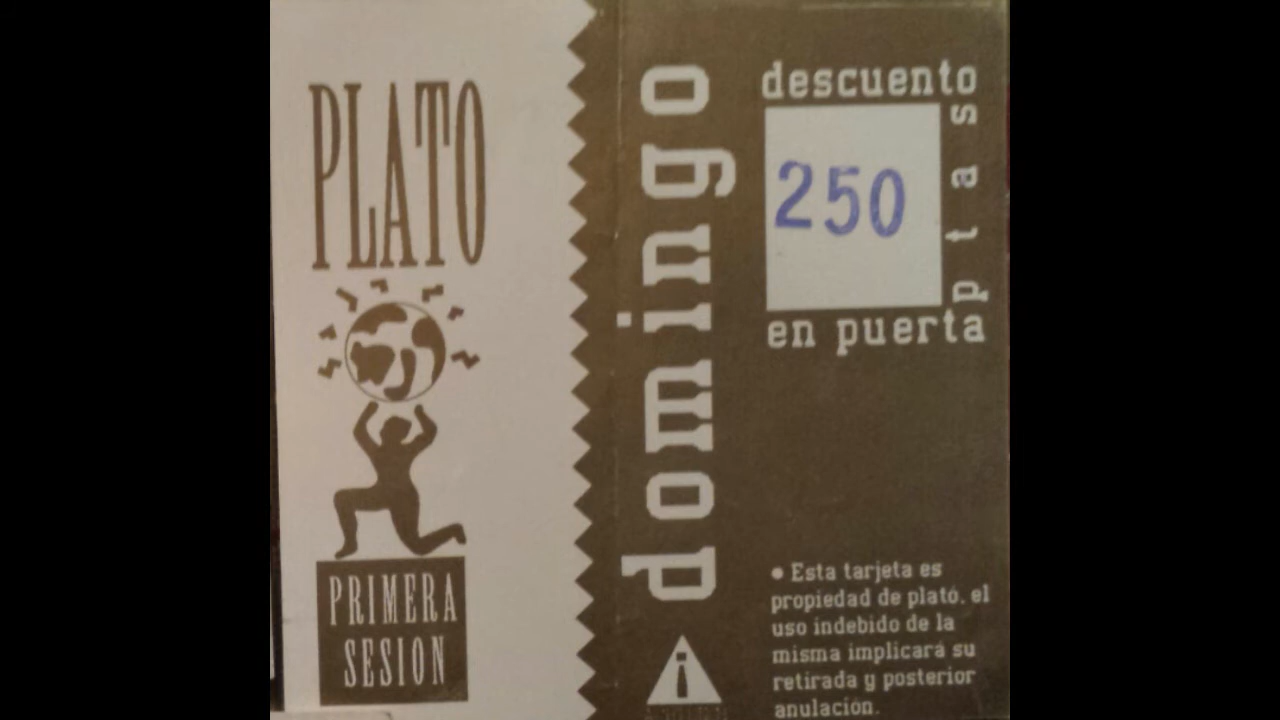 PLATO
PRIMERA
SESION
domingo
descuento
250
ptas
en puerta
• Esta tarjeta es
propiedad de plató. el
uso indebido de la
misma implicará su
retirada y posterior
anulación.